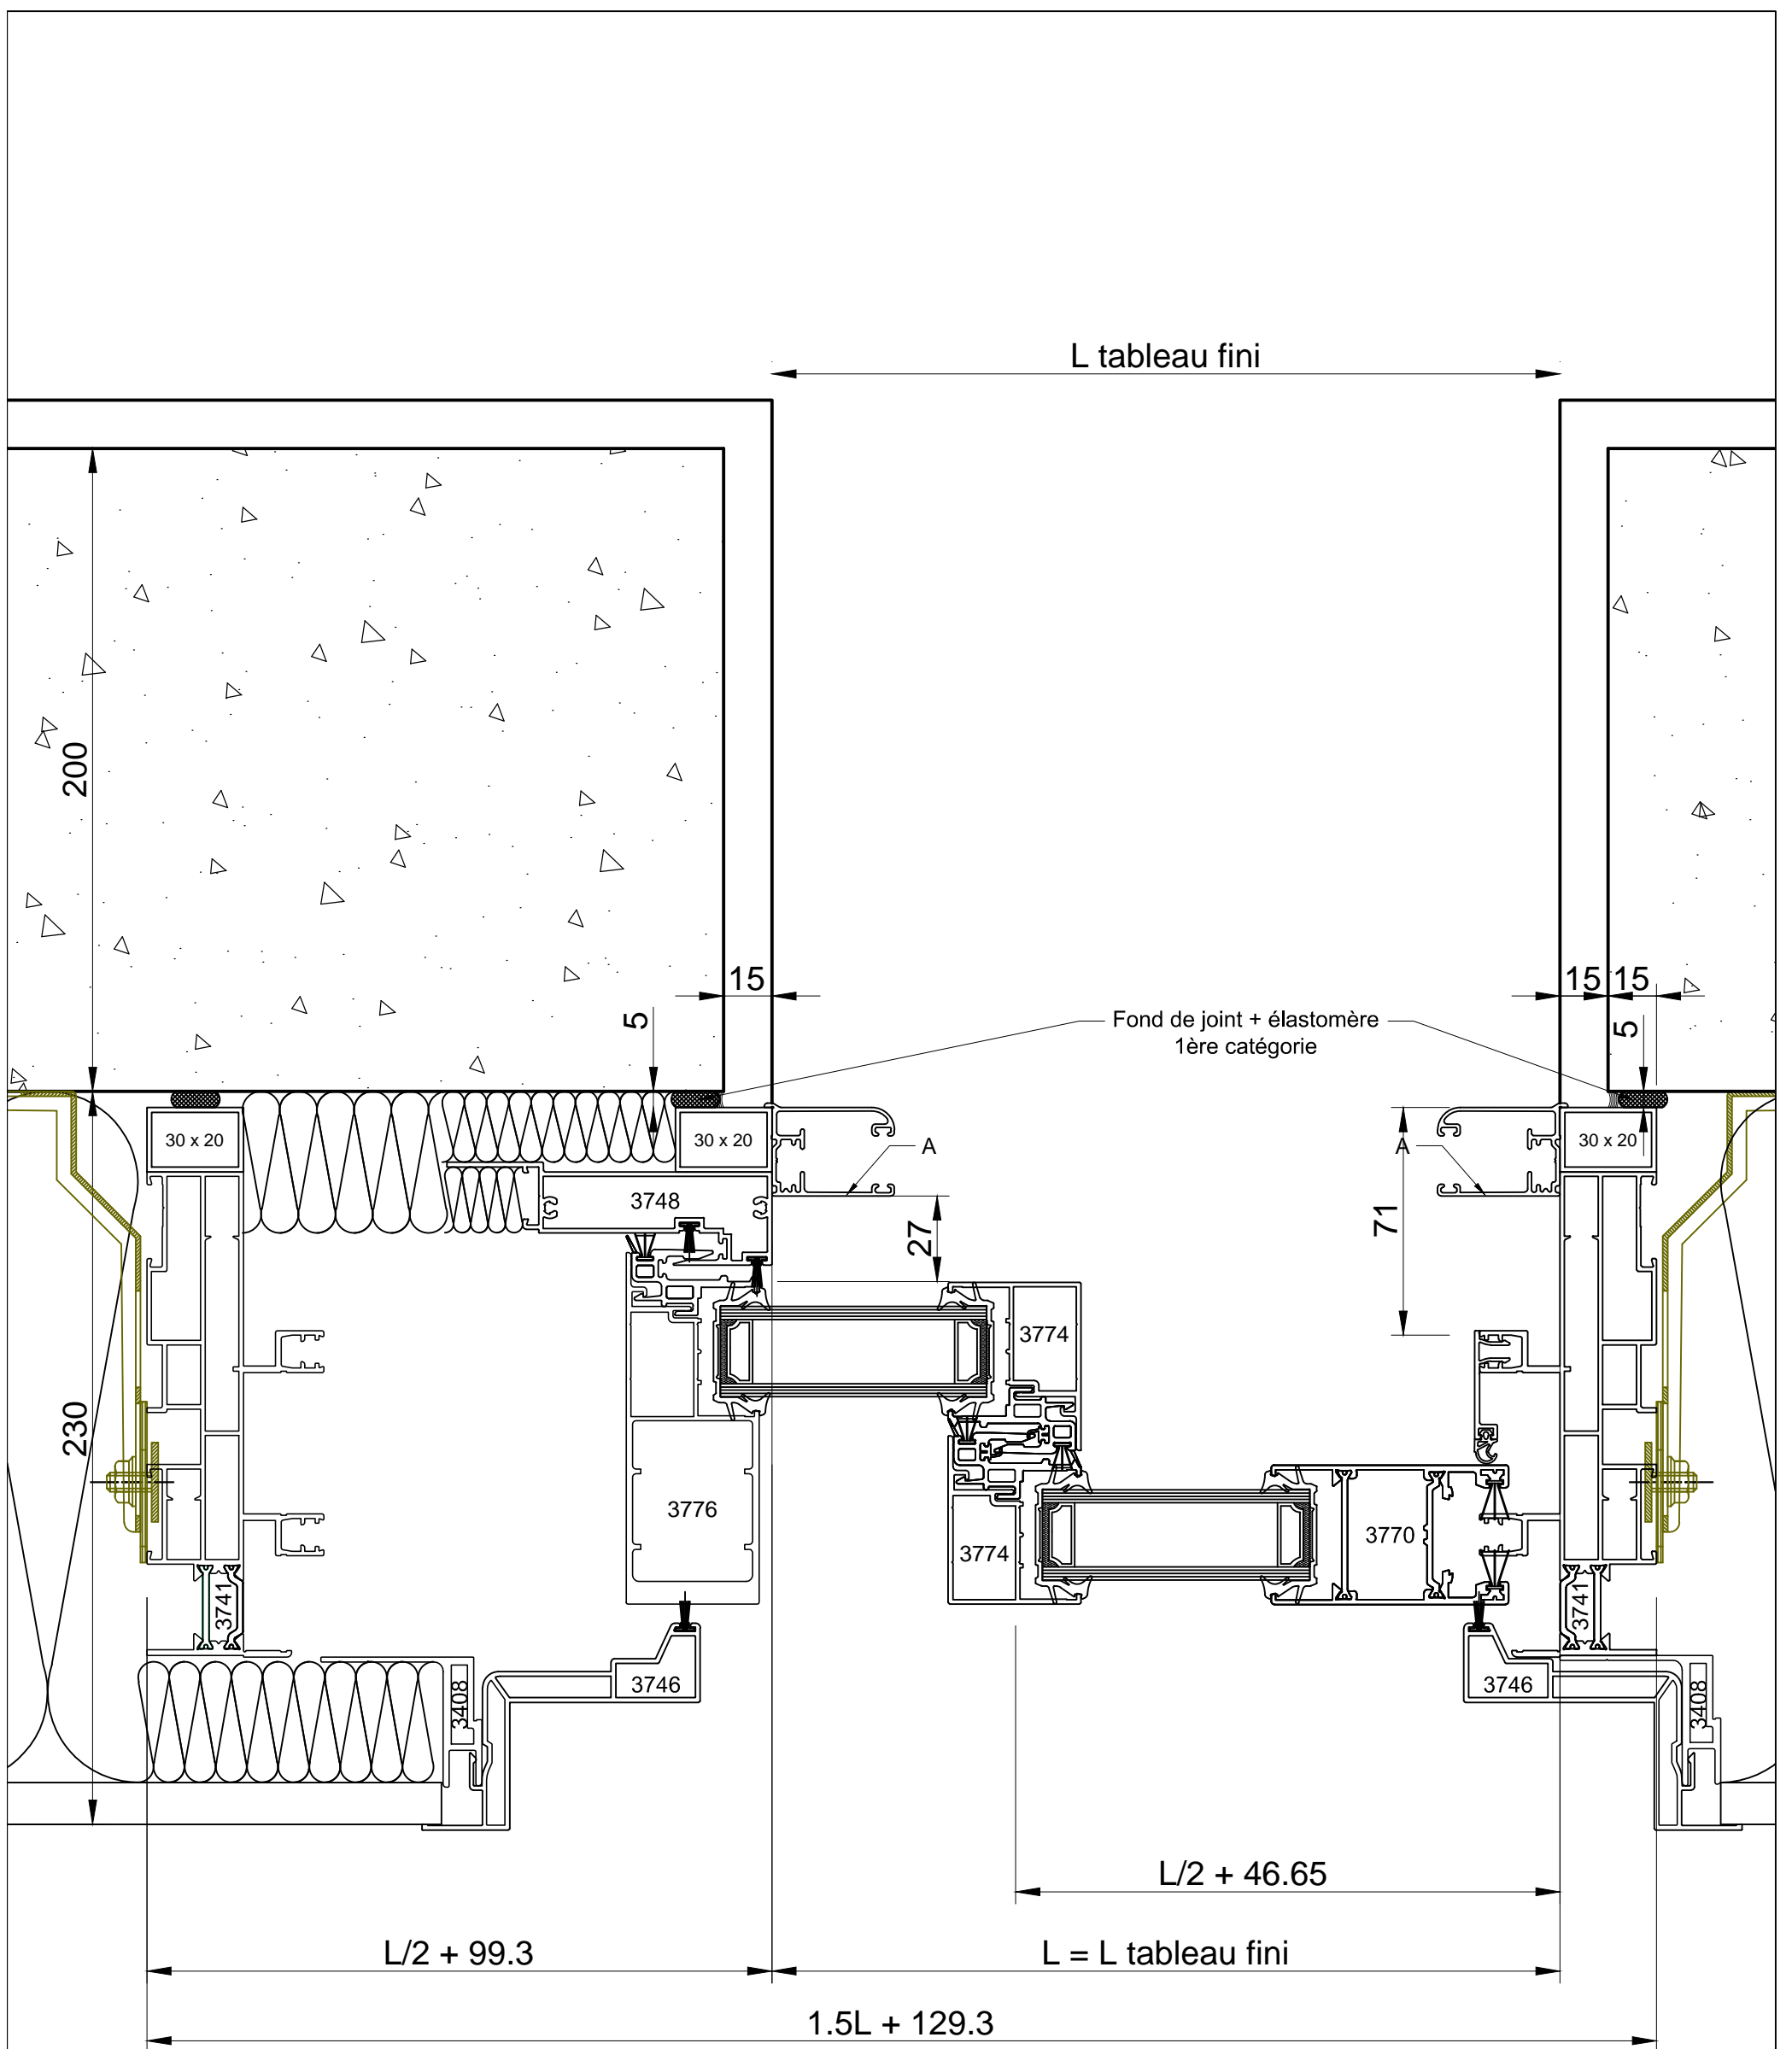 L tableau fini
200
15
15
15
5
Fond de joint + élastomère
1ère catégorie
5
30 x 20
30 x 20
A
A
30 x 20
3748
27
71
3774
230
3776
3774
3770
3741
3741
3746
3746
3408
3408
L/2 + 46.65
L/2 + 99.3
L = L tableau fini
1.5L + 129.3